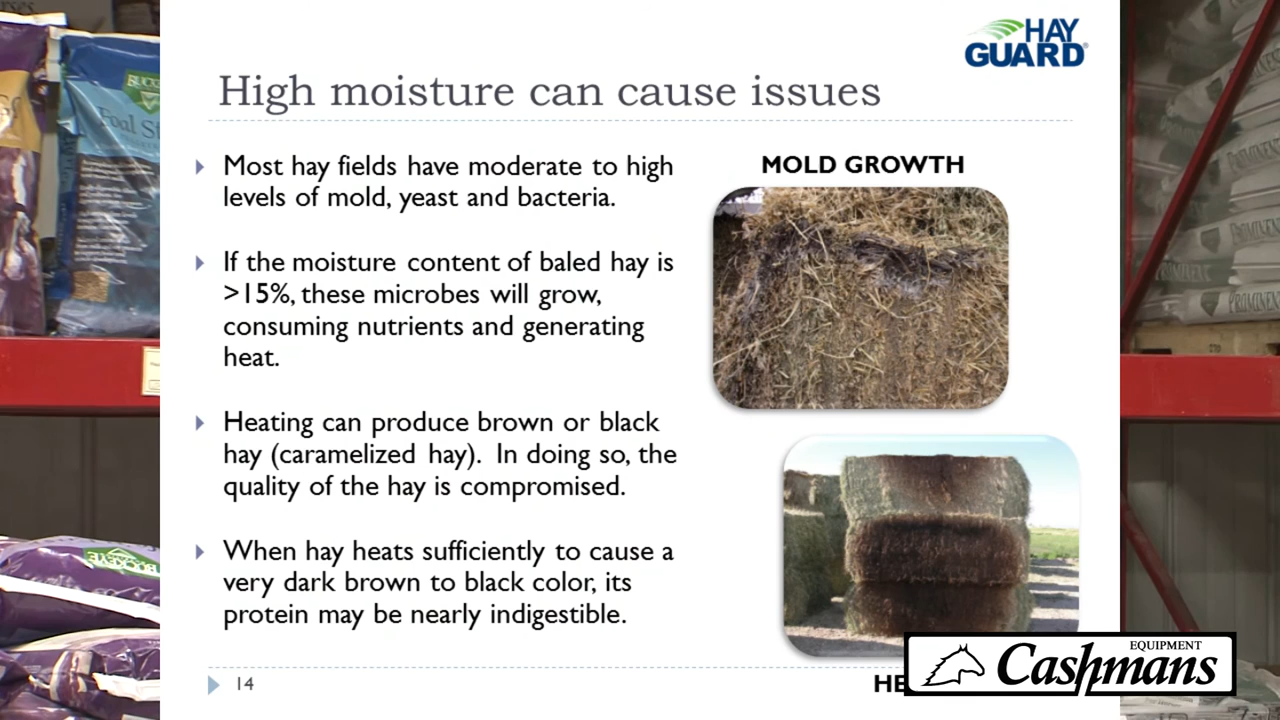 HAY
GUARD®
High moisture can cause issues
Most hay fields have moderate to high
levels of mold, yeast and bacteria.
If the moisture content of baled hay is
>15%, these microbes will grow,
consuming nutrients and generating
heat.
Heating can produce brown or black
hay (caramelized hay). In doing so, the
quality of the hay is compromised.
When hay heats sufficiently to cause a
very dark brown to black color, its
protein may be nearly indigestible.
MOLD GROWTH
14
HE
EQUIPMENT
Cashmans
BUCKEYE
PROMINENT
PROMINENT